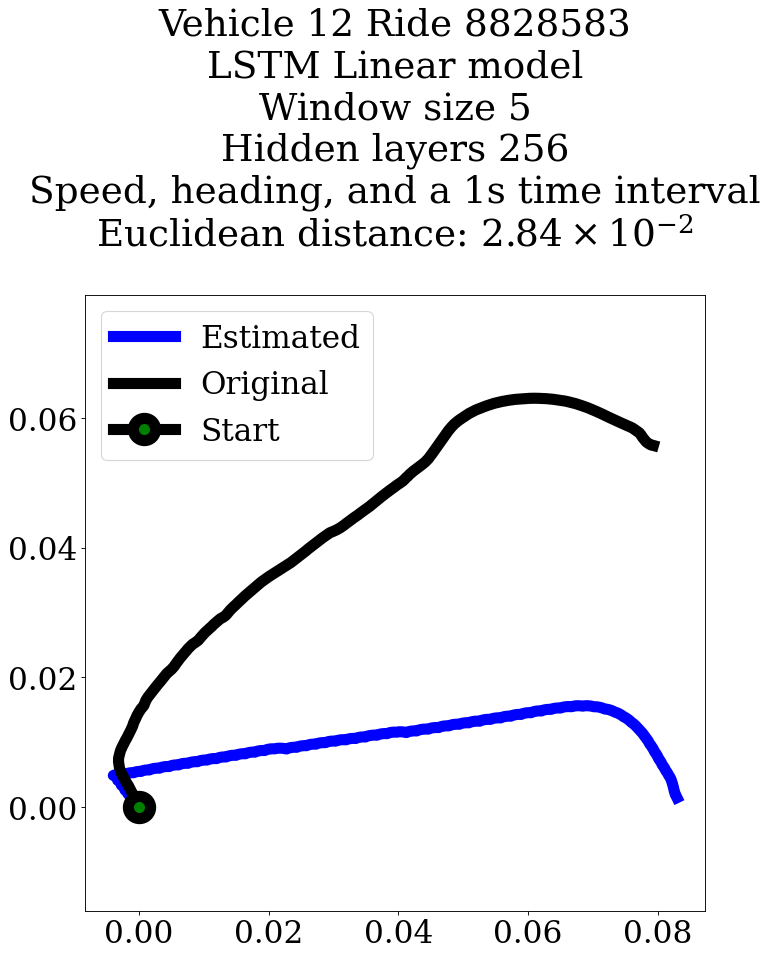 Vehicle 12 Ride 8828583
LSTM Linear model
Window size 5
Hidden layers 256
Speed, heading, and a 1s time interval
Euclidean distance: 2.84 × 10⁻²
Estimated
Original
Start
0.06
0.04
0.02
0.00
0.00 0.02 0.04 0.06 0.08